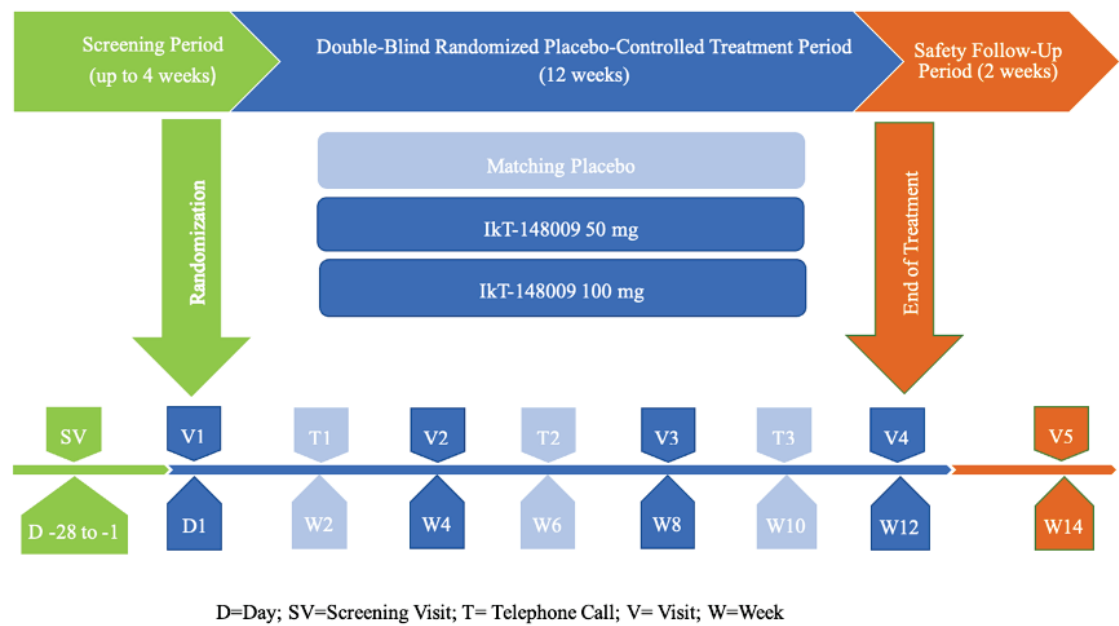 Screening Period
(up to 4 weeks)
Double-Blind Randomized Placebo-Controlled Treatment Period
(12 weeks)
Safety Follow-Up
Period (2 weeks)
Randomization
Matching Placebo
IkT-148009 50 mg
IkT-148009 100 mg
End of Treatment
SV
V1
T1
V2
T2
V3
T3
V4
V5
D -28 to -1
D1
W2
W4
W6
W8
W10
W12
W14
D=Day; SV=Screening Visit; T= Telephone Call; V= Visit; W=Week